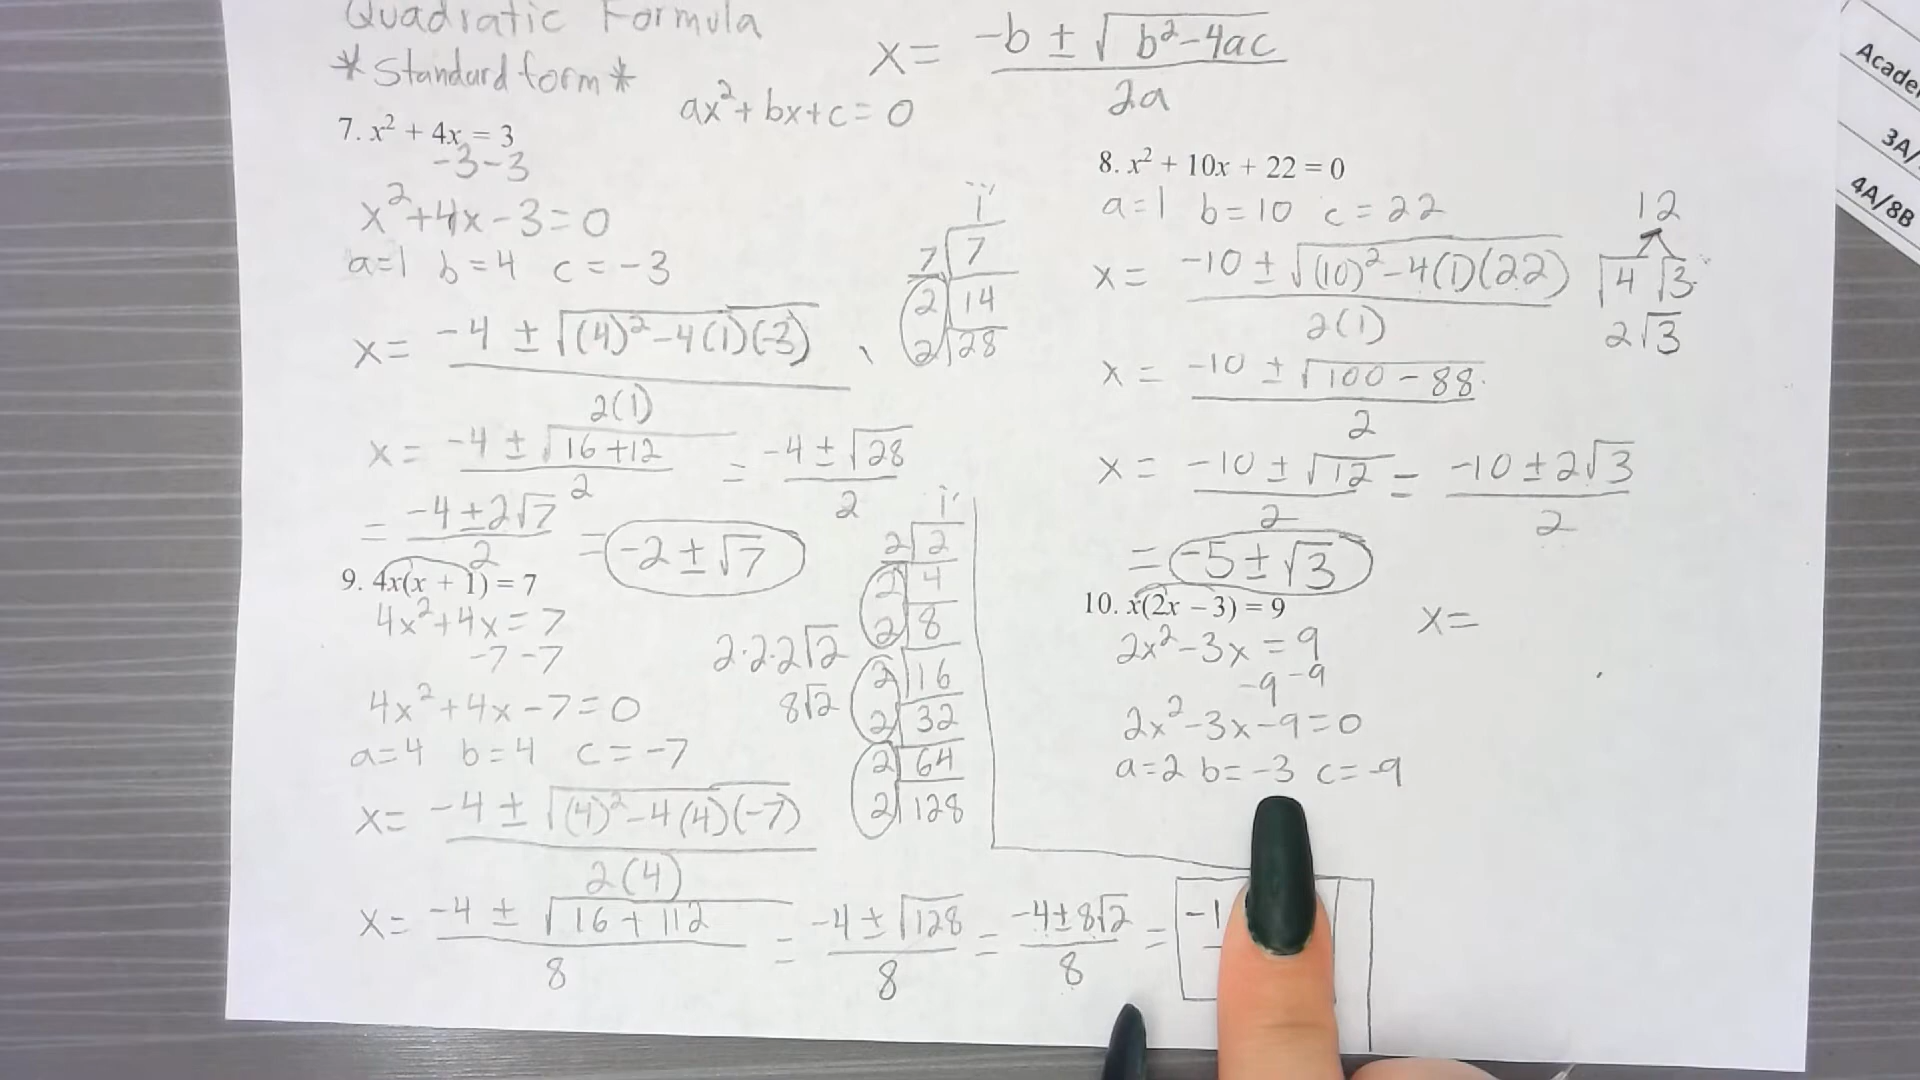 Quadratic Formula
*Standard form*
ax²+bx+c=0
x = (-b ± √(b²-4ac)) / 2a
7. x² + 4x = 3
-3 -3
x²+4x-3=0
a=1 b=4 c=-3
x = (-4 ± √((4)²-4(1)(-3))) / 2(1)
x = (-4 ± √(16+12)) / 2 = (-4 ± √28) / 2
= (-4 ± 2√7) / 2 = -2 ± √7
1
7 7
2 14
2 28
8. x² + 10x + 22 = 0
a=1 b=10 c=22
x = (-10 ± √((10)²-4(1)(22))) / 2(1)
x = (-10 ± √(100-88)) / 2
x = (-10 ± √12) / 2 = (-10 ± 2√3) / 2
= -5 ± √3
12
√4 √3
2√3
9. 4x(x + 1) = 7
4x²+4x=7
-7 -7
4x²+4x-7=0
a=4 b=4 c=-7
x = (-4 ± √((4)²-4(4)(-7))) / 2(4)
x = (-4 ± √(16+112)) / 8 = (-4 ± √128) / 8 = (-4 ± 8√2) / 8 = -1
2·2·2√2
8√2
1
2 2
2 4
2 8
2 16
2 32
2 64
2 128
10. x(2x − 3) = 9
2x²-3x=9
-9 -9
2x²-3x-9=0
a=2 b=-3 c=-9
x=
3A/
4A/8B